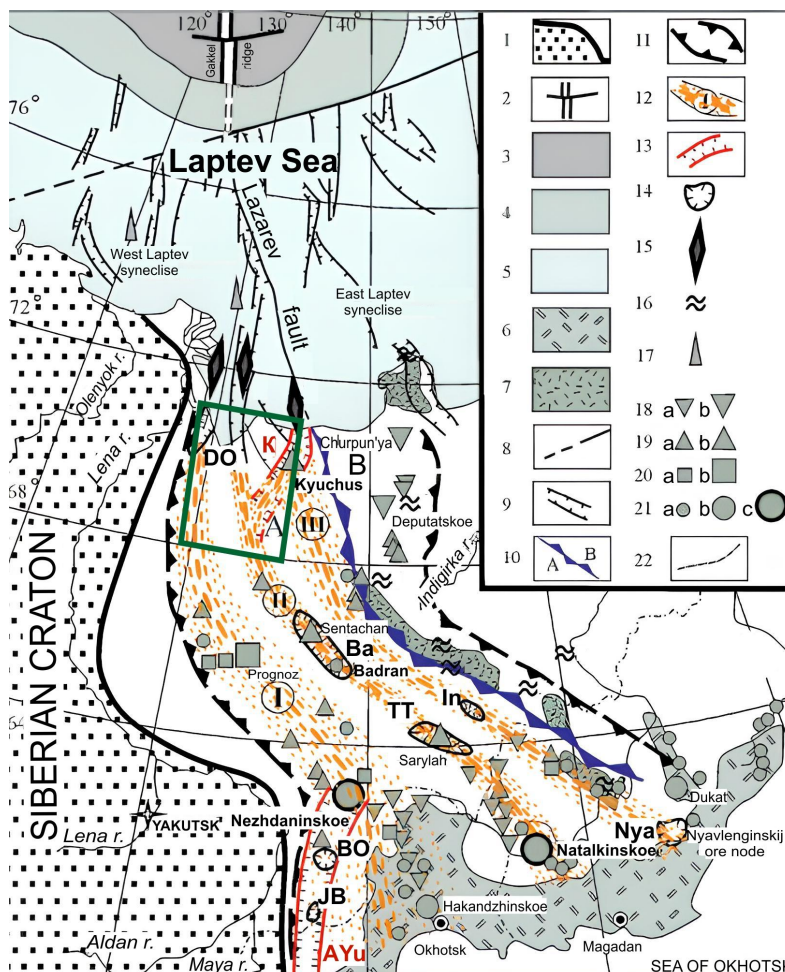 120°
130°
140°
150°
Gakkel
ridge
76°
Laptev Sea
Lazarev
fault
West Laptev
syneclise
East Laptev
syneclise
72°
Olenyok r.
Lena r.
K
Churpun'ya
DO
B
Kyuchus
68°
A
III
Deputatskoe
Indigirka r.
II
Sentachan
Ba
Badran
Prognoz
In
I
TT
64°
Sarylah
SIBERIAN CRATON
Dukat
YAKUTSK
Nezhdaninskoe
Lena r.
Nya
Nyavlenginskij
ore node
BO
Natalkinskoe
JB
Hakandzhinskoe
Aldan r.
AYu
Okhotsk
Magadan
Maya r.
SEA OF OKHOTSK
1
2
3
4
5
6
7
8
9
10
A
B
11
12
1
13
14
15
16
17
18
a
b
19
a
b
20
a
b
21
a
b
c
22